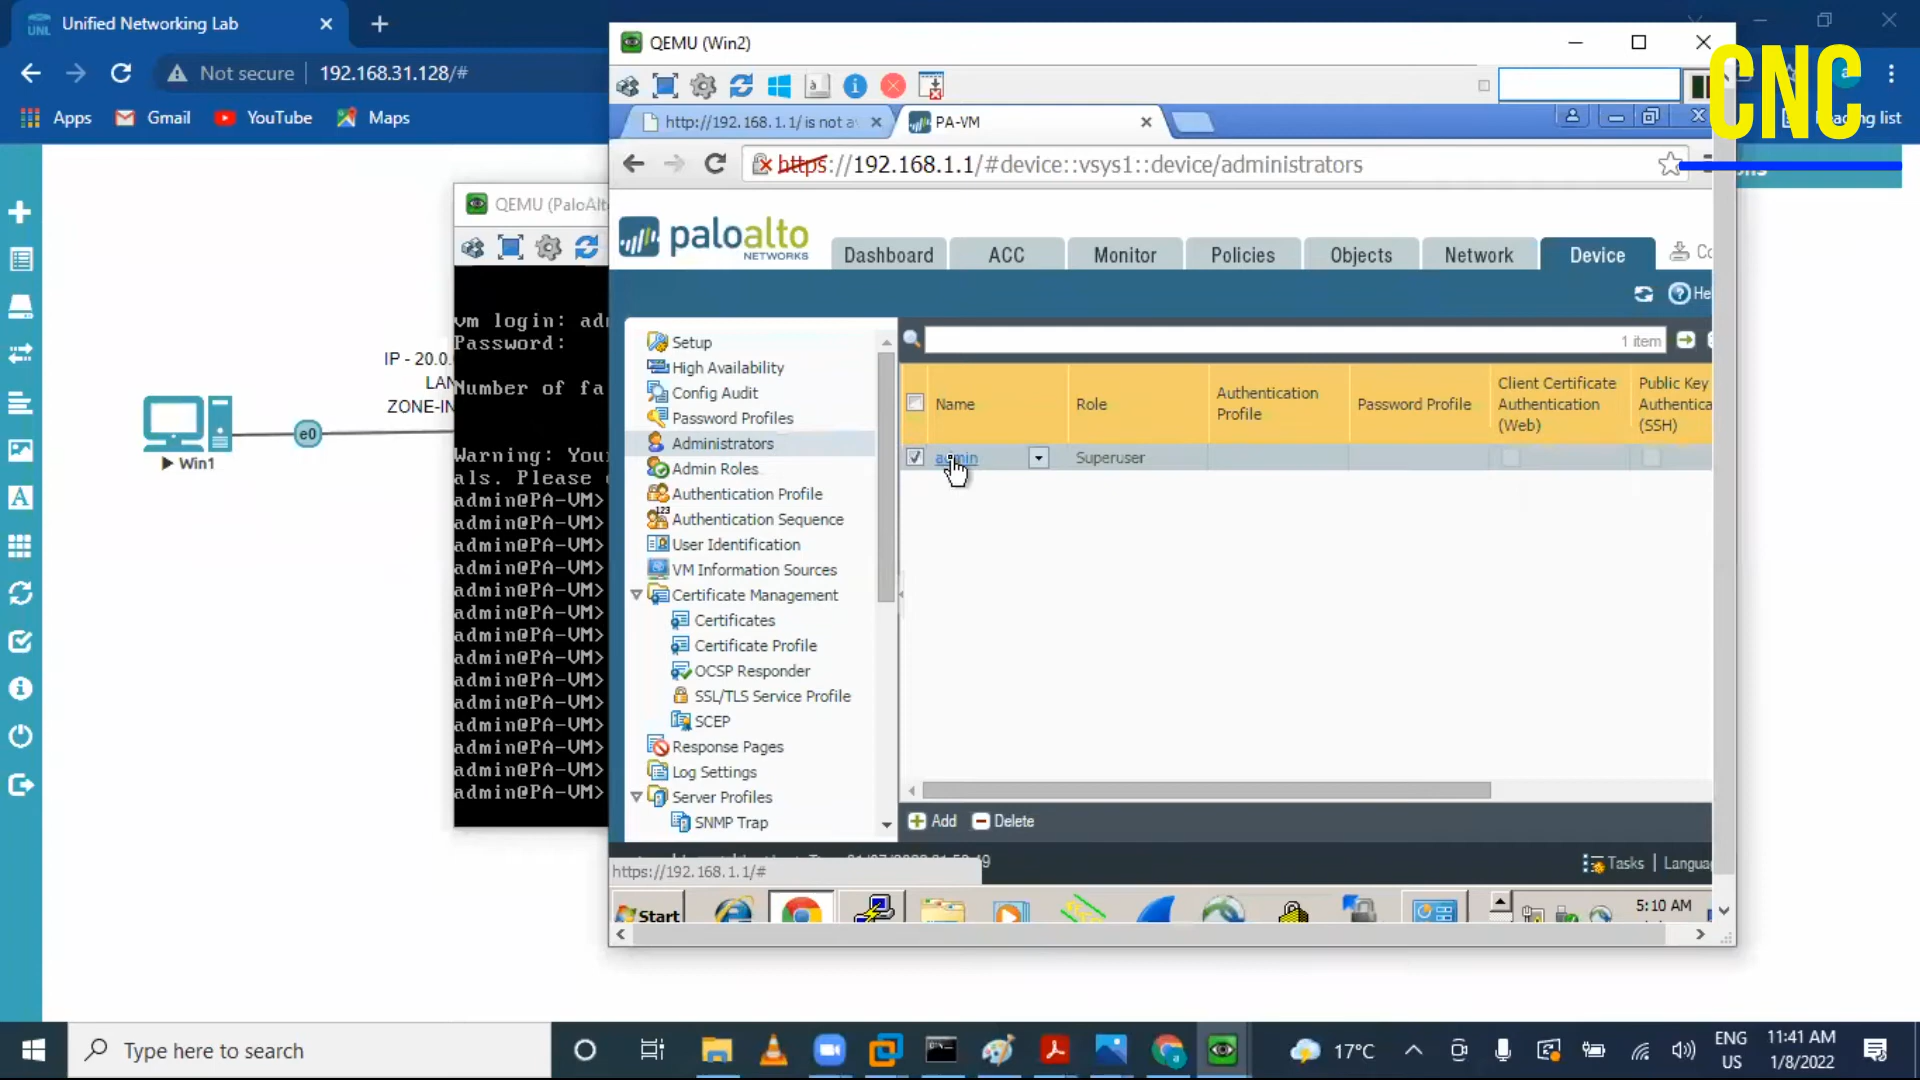 UNL Unified Networking Lab
Not secure 192.168.31.128/#
Apps Gmail YouTube Maps
Reading list
CNC
QEMU (Win2)
http://192.168.1.1/ is not a
PA-VM
https://192.168.1.1/#device::vsys1::device/administrators
paloalto
NETWORKS
Dashboard ACC Monitor Policies Objects Network Device Co
Hel
Setup
High Availability
Config Audit
Password Profiles
Administrators
Admin Roles
Authentication Profile
123
Authentication Sequence
User Identification
VM Information Sources
Certificate Management
Certificates
Certificate Profile
OCSP Responder
SSL/TLS Service Profile
SCEP
Response Pages
Log Settings
Server Profiles
SNMP Trap
1 item
Name Role Authentication Profile Password Profile Client Certificate Authentication (Web) Public Key Authentica (SSH)
admin Superuser
Add Delete
Tasks | Langua
https://192.168.1.1/#
Start
5:10 AM
QEMU (PaloAlt
vm login: adm
Password:
Number of fa
Warning: You
als. Please
admin@PA-VM>
admin@PA-VM>
admin@PA-VM>
admin@PA-VM>
admin@PA-VM>
admin@PA-VM>
admin@PA-VM>
admin@PA-VM>
admin@PA-VM>
admin@PA-VM>
admin@PA-VM>
admin@PA-VM>
admin@PA-VM>
admin@PA-VM>
IP - 20.0.
LAN
ZONE-IN
e0
Win1
Type here to search
17°C
ENG
US
11:41 AM
1/8/2022